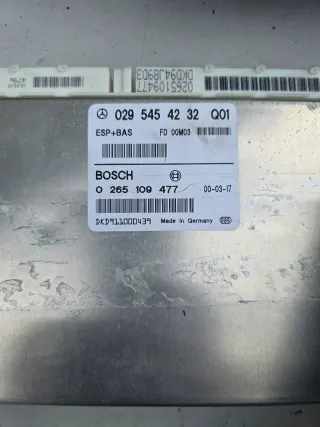 0265109477
DKD94J89D3
029 545 42 32 Q01
ESP+BAS FD 00M03
BOSCH
0 265 109 477 00-03-17
DKD911000439 Made in Germany